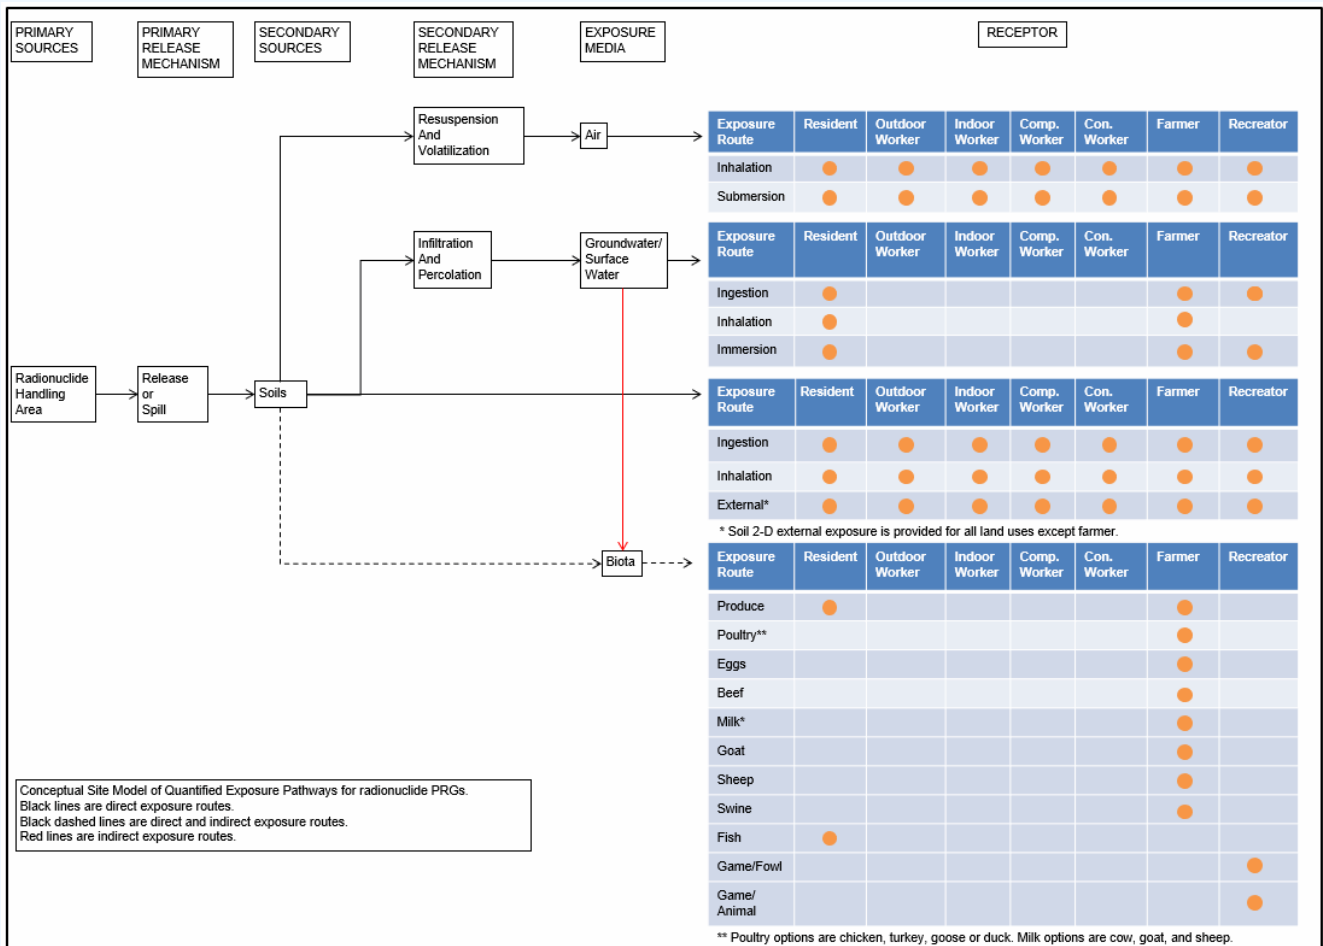 PRIMARY
SOURCES
PRIMARY
RELEASE
MECHANISM
SECONDARY
SOURCES
SECONDARY
RELEASE
MECHANISM
EXPOSURE
MEDIA
RECEPTOR
Resuspension
And
Volatilization
Air
Exposure Route Resident Outdoor Worker Indoor Worker Comp. Worker Con. Worker Farmer Recreator
Inhalation
Submersion
Infiltration
And
Percolation
Groundwater/
Surface
Water
Exposure Route Resident Outdoor Worker Indoor Worker Comp. Worker Con. Worker Farmer Recreator
Ingestion
Inhalation
Immersion
Radionuclide
Handling
Area
Release
or
Spill
Soils
Exposure Route Resident Outdoor Worker Indoor Worker Comp. Worker Con. Worker Farmer Recreator
Ingestion
Inhalation
External*
* Soil 2-D external exposure is provided for all land uses except farmer.
Biota
Exposure Route Resident Outdoor Worker Indoor Worker Comp. Worker Con. Worker Farmer Recreator
Produce
Poultry**
Eggs
Beef
Milk*
Goat
Sheep
Swine
Fish
Game/Fowl
Game/
Animal
** Poultry options are chicken, turkey, goose or duck. Milk options are cow, goat, and sheep.
Conceptual Site Model of Quantified Exposure Pathways for radionuclide PRGs.
Black lines are direct exposure routes.
Black dashed lines are direct and indirect exposure routes.
Red lines are indirect exposure routes.